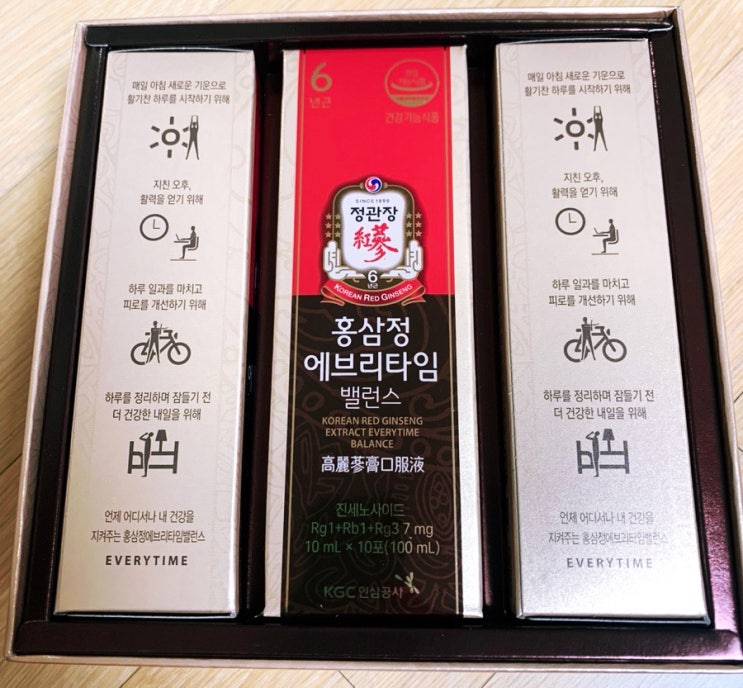 매일 아침 새로운 기운으로
활기찬 하루를 시작하기 위해
지친 오후,
활력을 얻기 위해
하루 일과를 마치고
피로를 개선하기 위해
하루를 정리하며 잠들기 전
더 건강한 내일을 위해
언제 어디서나 내 건강을
지켜주는 홍삼정에브리타임밸런스
EVERYTIME
6
년근
건강기능식품
SINCE 1899
정관장
紅蔘
6
년근
KOREAN RED GINSENG
홍삼정
에브리타임
밸런스
KOREAN RED GINSENG
EXTRACT EVERYTIME
BALANCE
高麗蔘膏口服液
진세노사이드
Rg1+Rb1+Rg3 7 mg
10 mL × 10포(100 mL)
KGC 인삼공사
매일 아침 새로운 기운으로
활기찬 하루를 시작하기 위해
지친 오후,
활력을 얻기 위해
하루 일과를 마치고
피로를 개선하기 위해
하루를 정리하며 잠들기 전
더 건강한 내일을 위해
언제 어디서나 내 건강을
지켜주는 홍삼정에브리타임밸런스
EVERYTIME